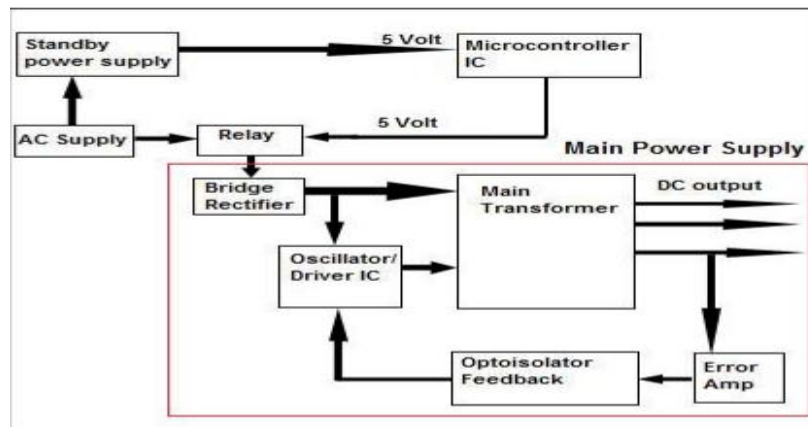 Standby
power supply
5 Volt
Microcontroller
IC
AC Supply
Relay
5 Volt
Main Power Supply
Bridge
Rectifier
Main
Transformer
DC output
Oscillator/
Driver IC
Optoisolator
Feedback
Error
Amp